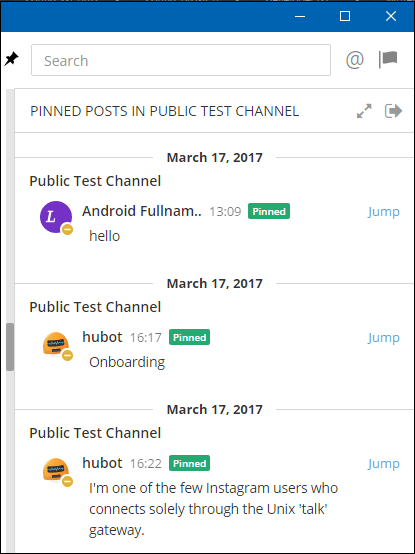 Search @
PINNED POSTS IN PUBLIC TEST CHANNEL
March 17, 2017
Public Test Channel
L Android Fullnam.. 13:09 Pinned Jump
hello
March 17, 2017
Public Test Channel
hubot 16:17 Pinned Jump
Onboarding
March 17, 2017
Public Test Channel
hubot 16:22 Pinned Jump
I'm one of the few Instagram users who
connects solely through the Unix 'talk'
gateway.